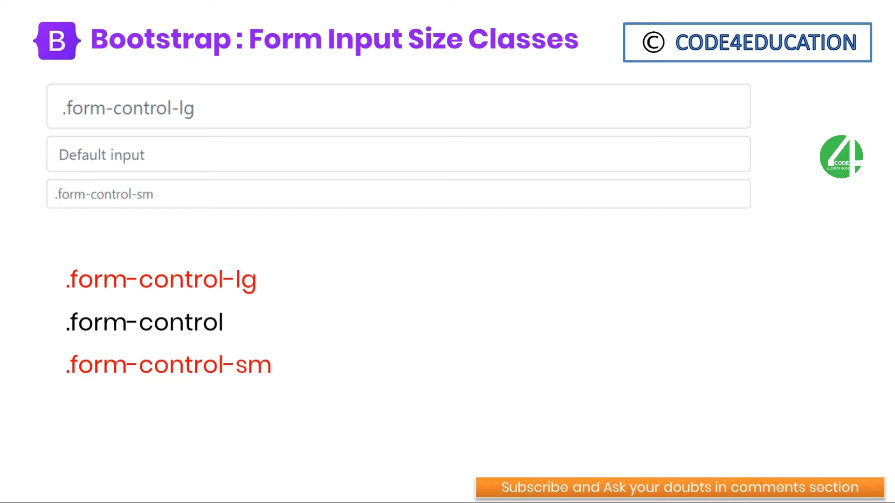 B Bootstrap : Form Input Size Classes
© CODE4EDUCATION
.form-control-lg
Default input
.form-control-sm
4
CODE
EDUCATION
.form-control-lg
.form-control
.form-control-sm
Subscribe and Ask your doubts in comments section